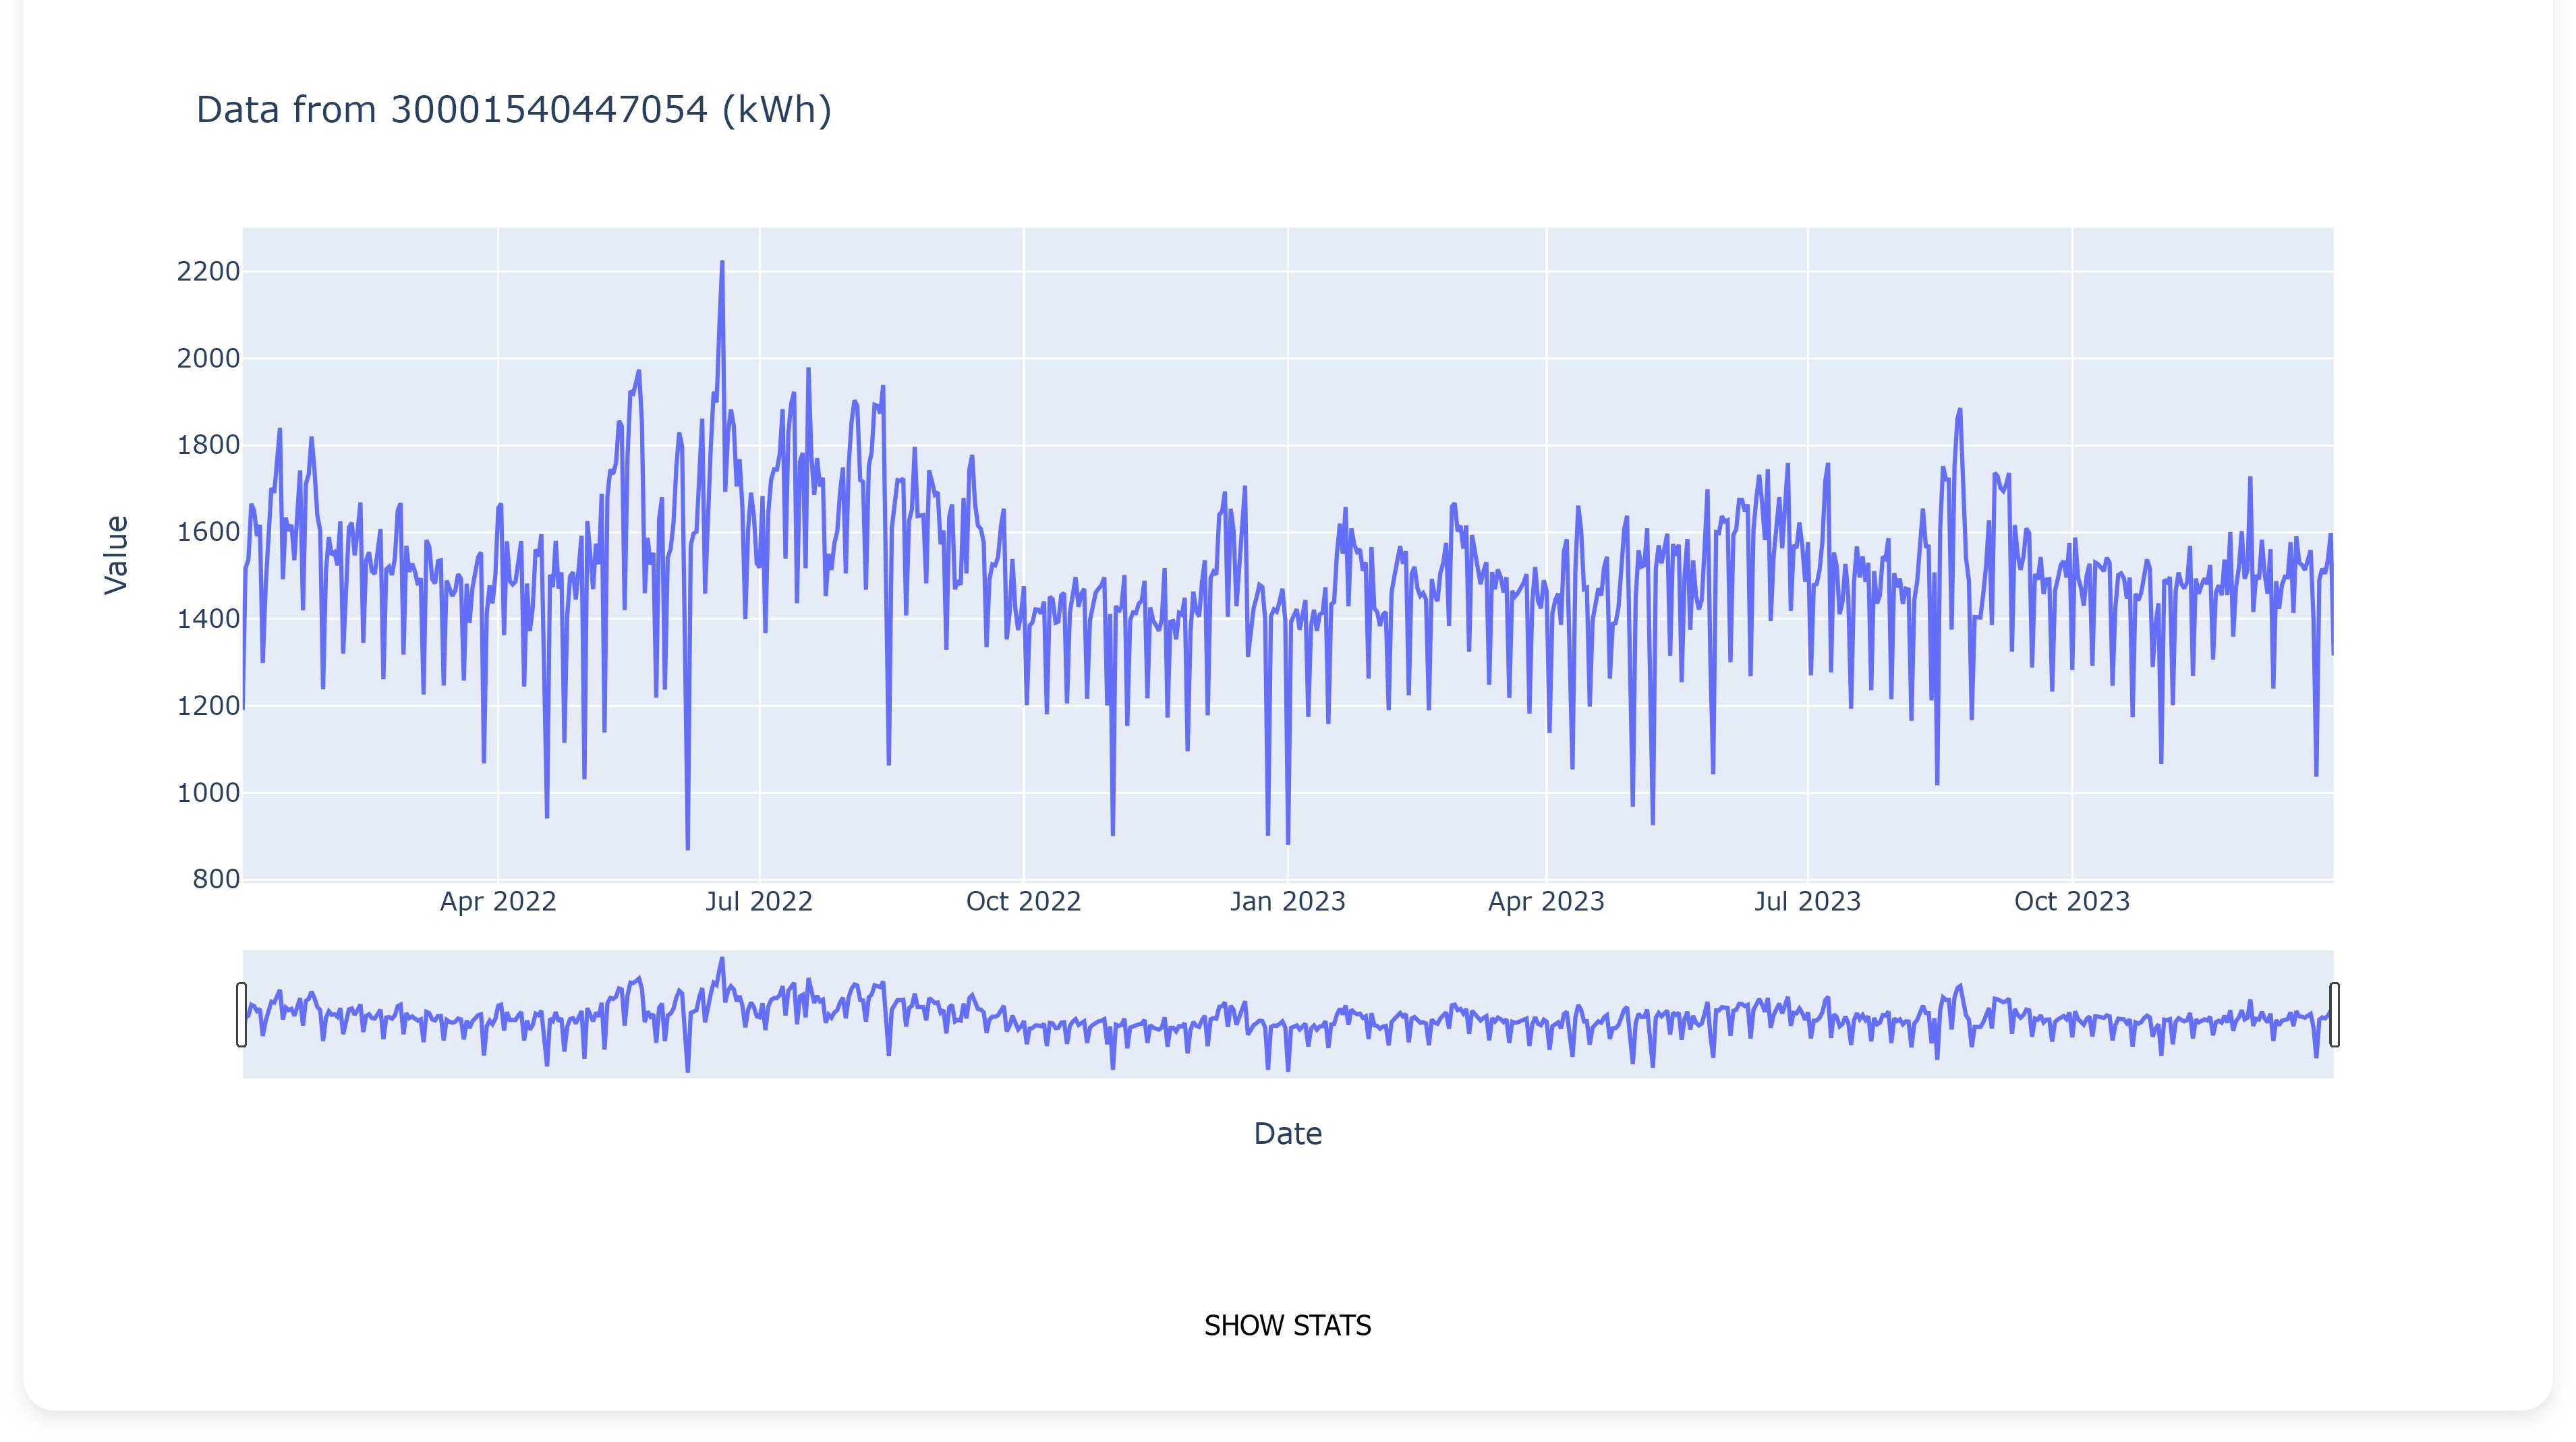 Data from 30001540447054 (kWh)
2200
2000
1800
1600
1400
1200
1000
800
Value
Apr 2022
Jul 2022
Oct 2022
Jan 2023
Apr 2023
Jul 2023
Oct 2023
Date
SHOW STATS